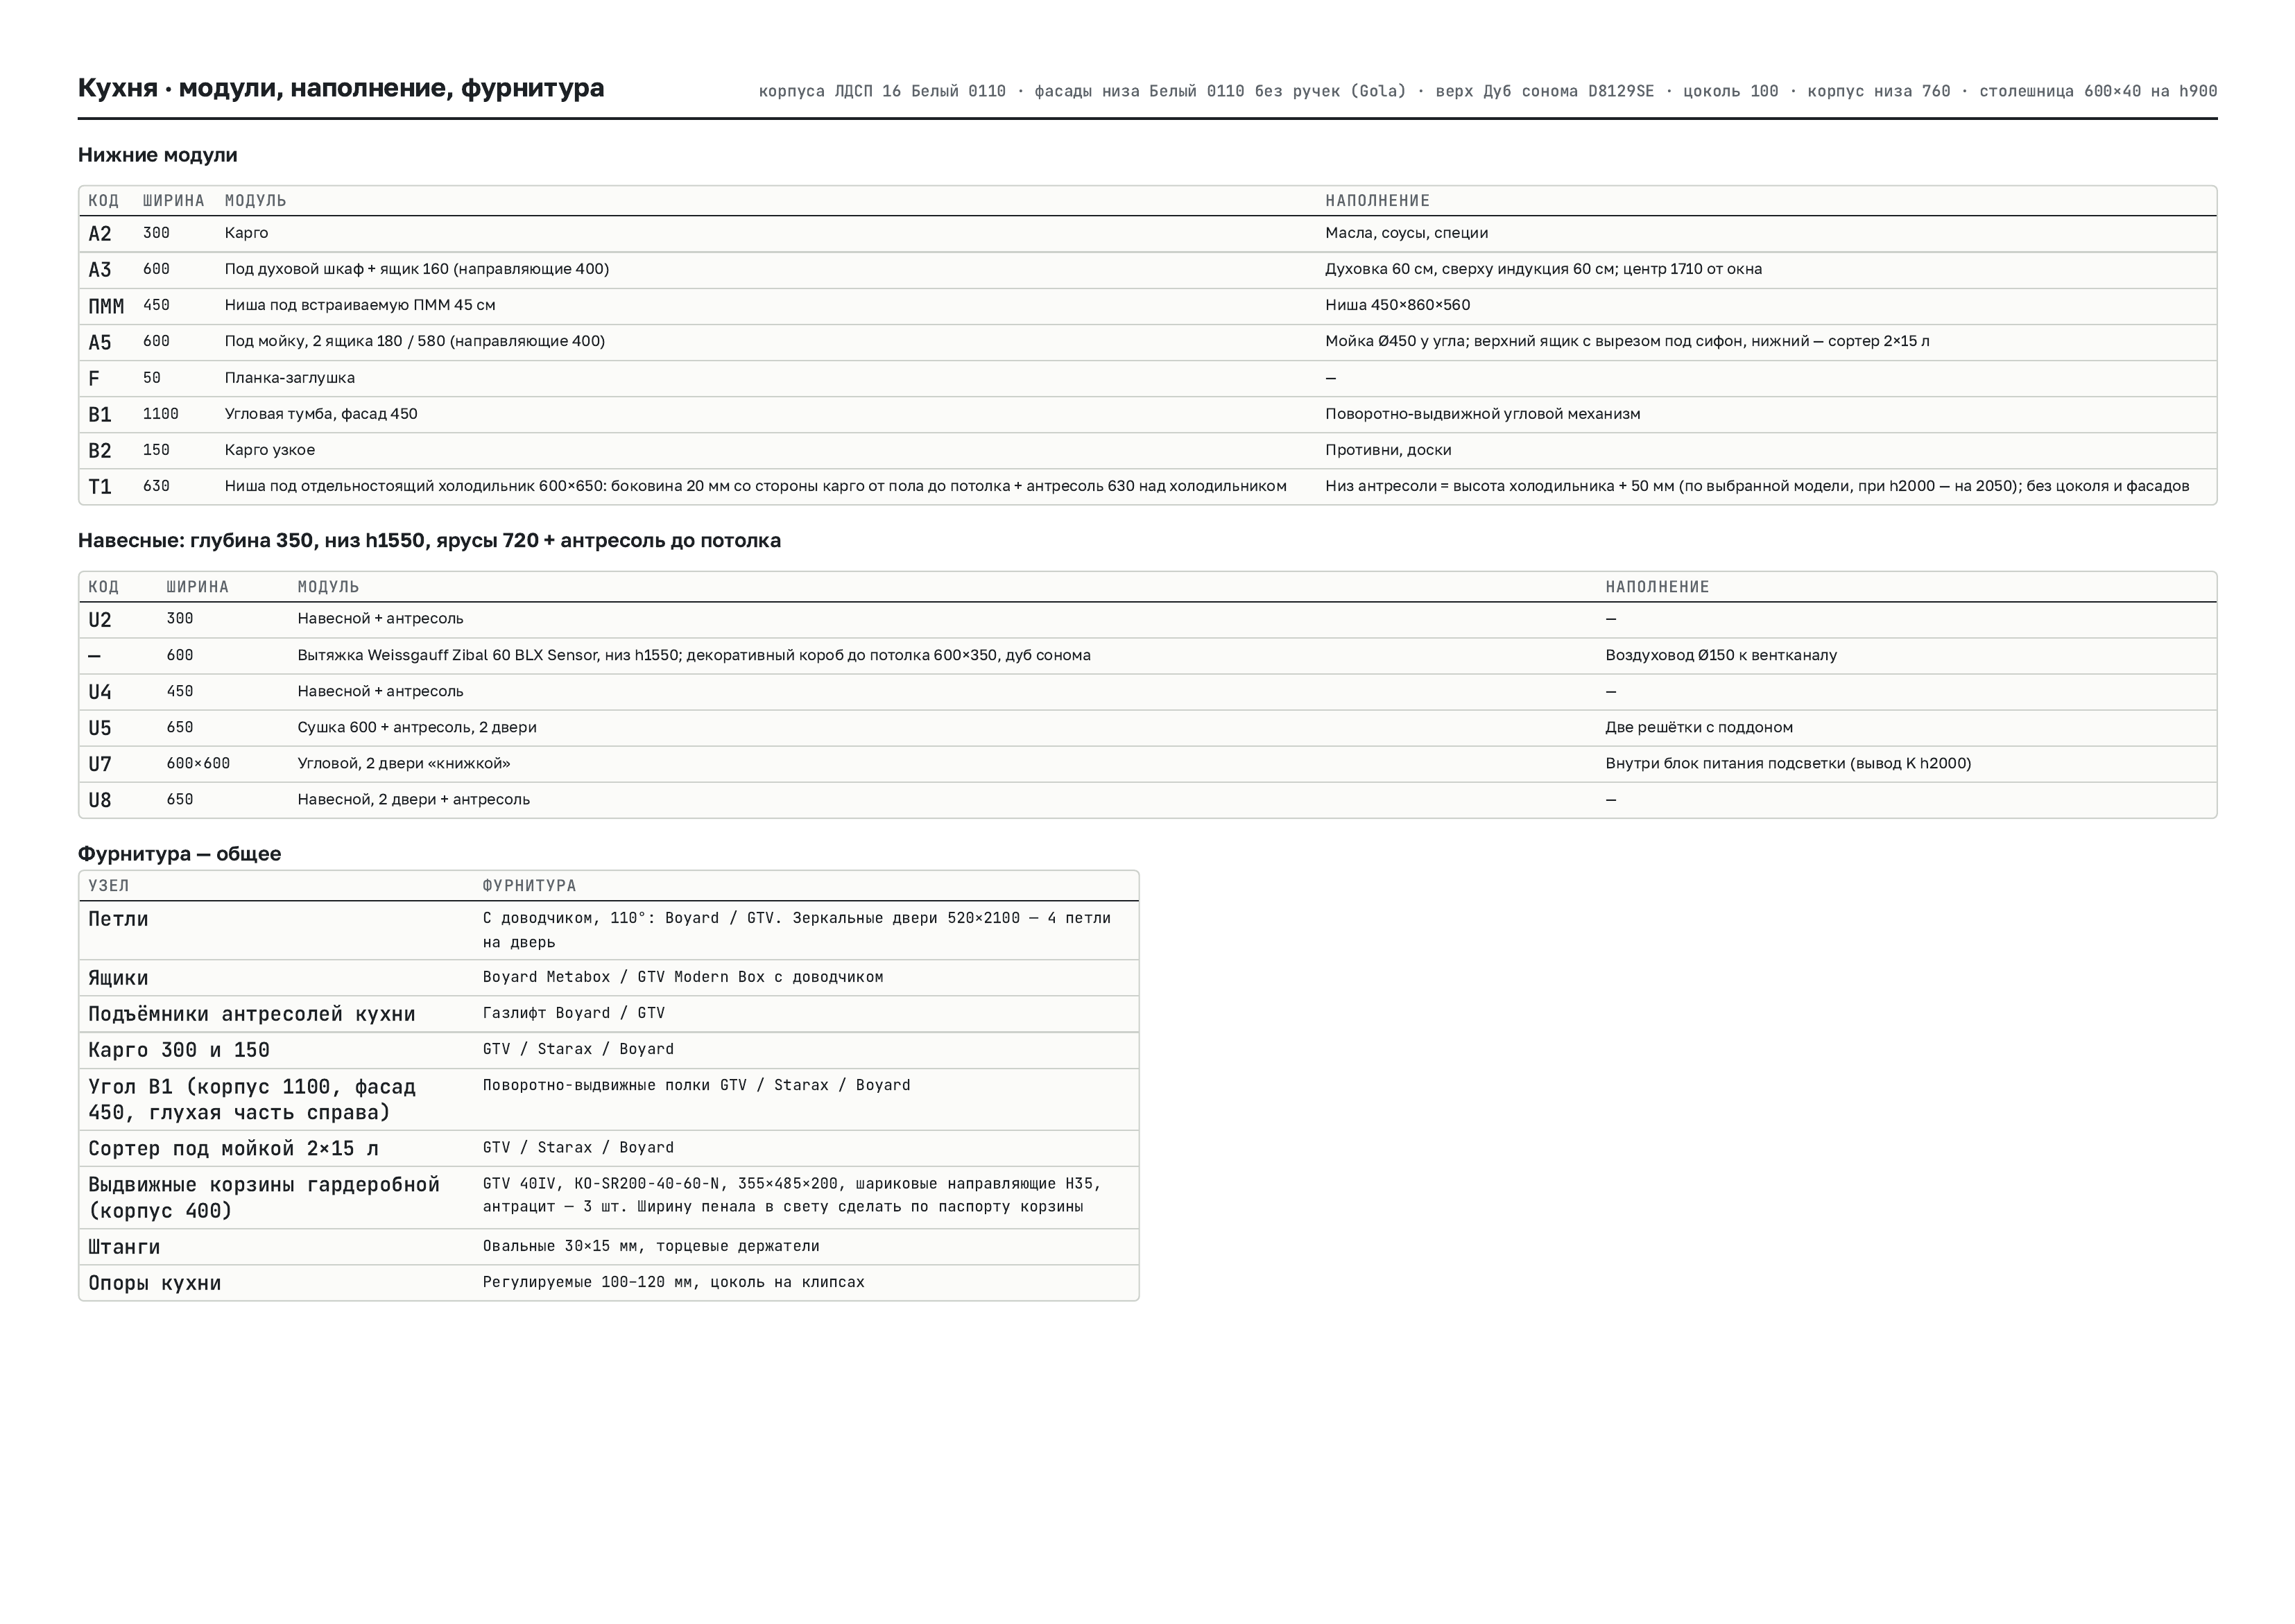 Кухня · модули, наполнение, фурнитура
корпуса ЛДСП 16 Белый 0110 · фасады низа Белый 0110 без ручек (Gola) · верх Дуб сонома D8129SE · цоколь 100 · корпус низа 760 · столешница 600×40 на h900
Нижние модули
КОД ШИРИНА МОДУЛЬ НАПОЛНЕНИЕ
A2 300 Карго Масла, соусы, специи
A3 600 Под духовой шкаф + ящик 160 (направляющие 400) Духовка 60 см, сверху индукция 60 см; центр 1710 от окна
ПММ 450 Ниша под встраиваемую ПММ 45 см Ниша 450×860×560
A5 600 Под мойку, 2 ящика 180 / 580 (направляющие 400) Мойка Ø450 у угла; верхний ящик с вырезом под сифон, нижний — сортер 2×15 л
F 50 Планка-заглушка —
B1 1100 Угловая тумба, фасад 450 Поворотно-выдвижной угловой механизм
B2 150 Карго узкое Противни, доски
T1 630 Ниша под отдельностоящий холодильник 600×650: боковина 20 мм со стороны карго от пола до потолка + антресоль 630 над холодильником Низ антресоли = высота холодильника + 50 мм (по выбранной модели, при h2000 — на 2050); без цоколя и фасадов
Навесные: глубина 350, низ h1550, ярусы 720 + антресоль до потолка
КОД ШИРИНА МОДУЛЬ НАПОЛНЕНИЕ
U2 300 Навесной + антресоль —
— 600 Вытяжка Weissgauff Zibal 60 BLX Sensor, низ h1550; декоративный короб до потолка 600×350, дуб сонома Воздуховод Ø150 к вентканалу
U4 450 Навесной + антресоль —
U5 650 Сушка 600 + антресоль, 2 двери Две решётки с поддоном
U7 600×600 Угловой, 2 двери «книжкой» Внутри блок питания подсветки (вывод K h2000)
U8 650 Навесной, 2 двери + антресоль —
Фурнитура — общее
УЗЕЛ ФУРНИТУРА
Петли С доводчиком, 110°: Boyard / GTV. Зеркальные двери 520×2100 — 4 петли
на дверь
Ящики Boyard Metabox / GTV Modern Box с доводчиком
Подъёмники антресолей кухни Газлифт Boyard / GTV
Карго 300 и 150 GTV / Starax / Boyard
Угол B1 (корпус 1100, фасад Поворотно-выдвижные полки GTV / Starax / Boyard
450, глухая часть справа)
Сортер под мойкой 2×15 л GTV / Starax / Boyard
Выдвижные корзины гардеробной GTV 40IV, KO-SR200-40-60-N, 355×485×200, шариковые направляющие H35,
(корпус 400) антрацит — 3 шт. Ширину пенала в свету сделать по паспорту корзины
Штанги Овальные 30×15 мм, торцевые держатели
Опоры кухни Регулируемые 100–120 мм, цоколь на клипсах